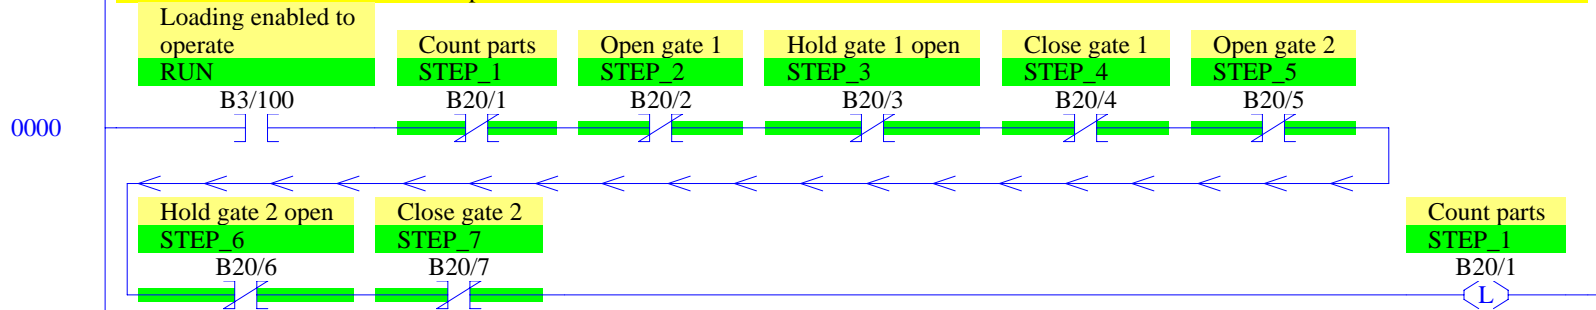 Loading enabled to
operate
RUN
B3/100
Count parts
STEP_1
B20/1
Open gate 1
STEP_2
B20/2
Hold gate 1 open
STEP_3
B20/3
Close gate 1
STEP_4
B20/4
Open gate 2
STEP_5
B20/5
0000
Hold gate 2 open
STEP_6
B20/6
Close gate 2
STEP_7
B20/7
Count parts
STEP_1
B20/1
L